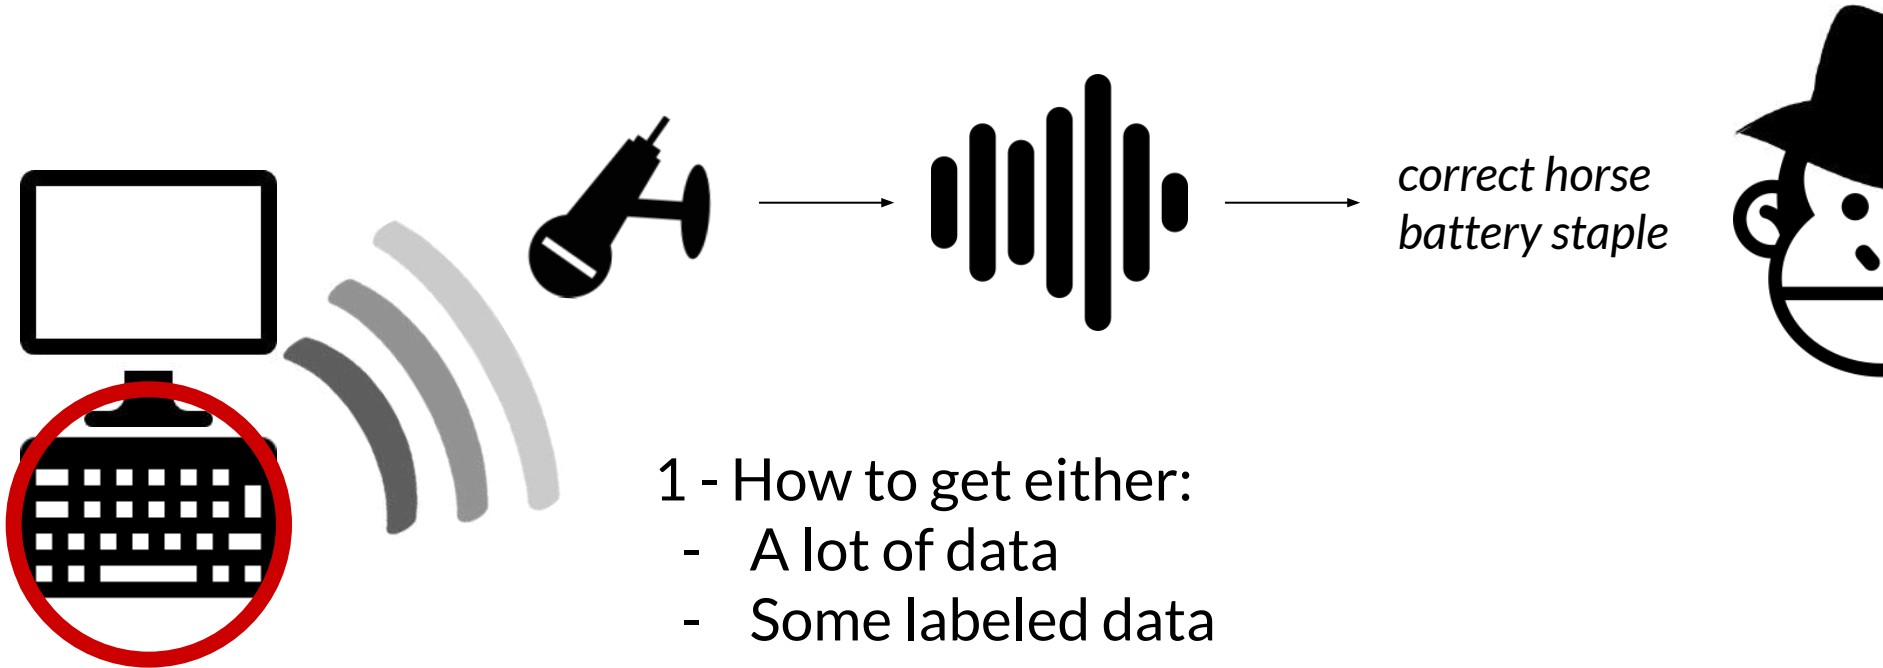 correct horse
battery staple
1 - How to get either:
- A lot of data
- Some labeled data